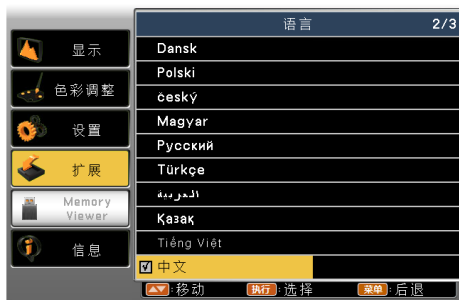 语言 2/3
显示
色彩调整
设置
扩展
Memory
Viewer
信息
Dansk
Polski
český
Magyar
Русский
Türkçe
العربية
Қазақ
Tiếng Việt
中文
:移动 执行:选择 菜单:后退